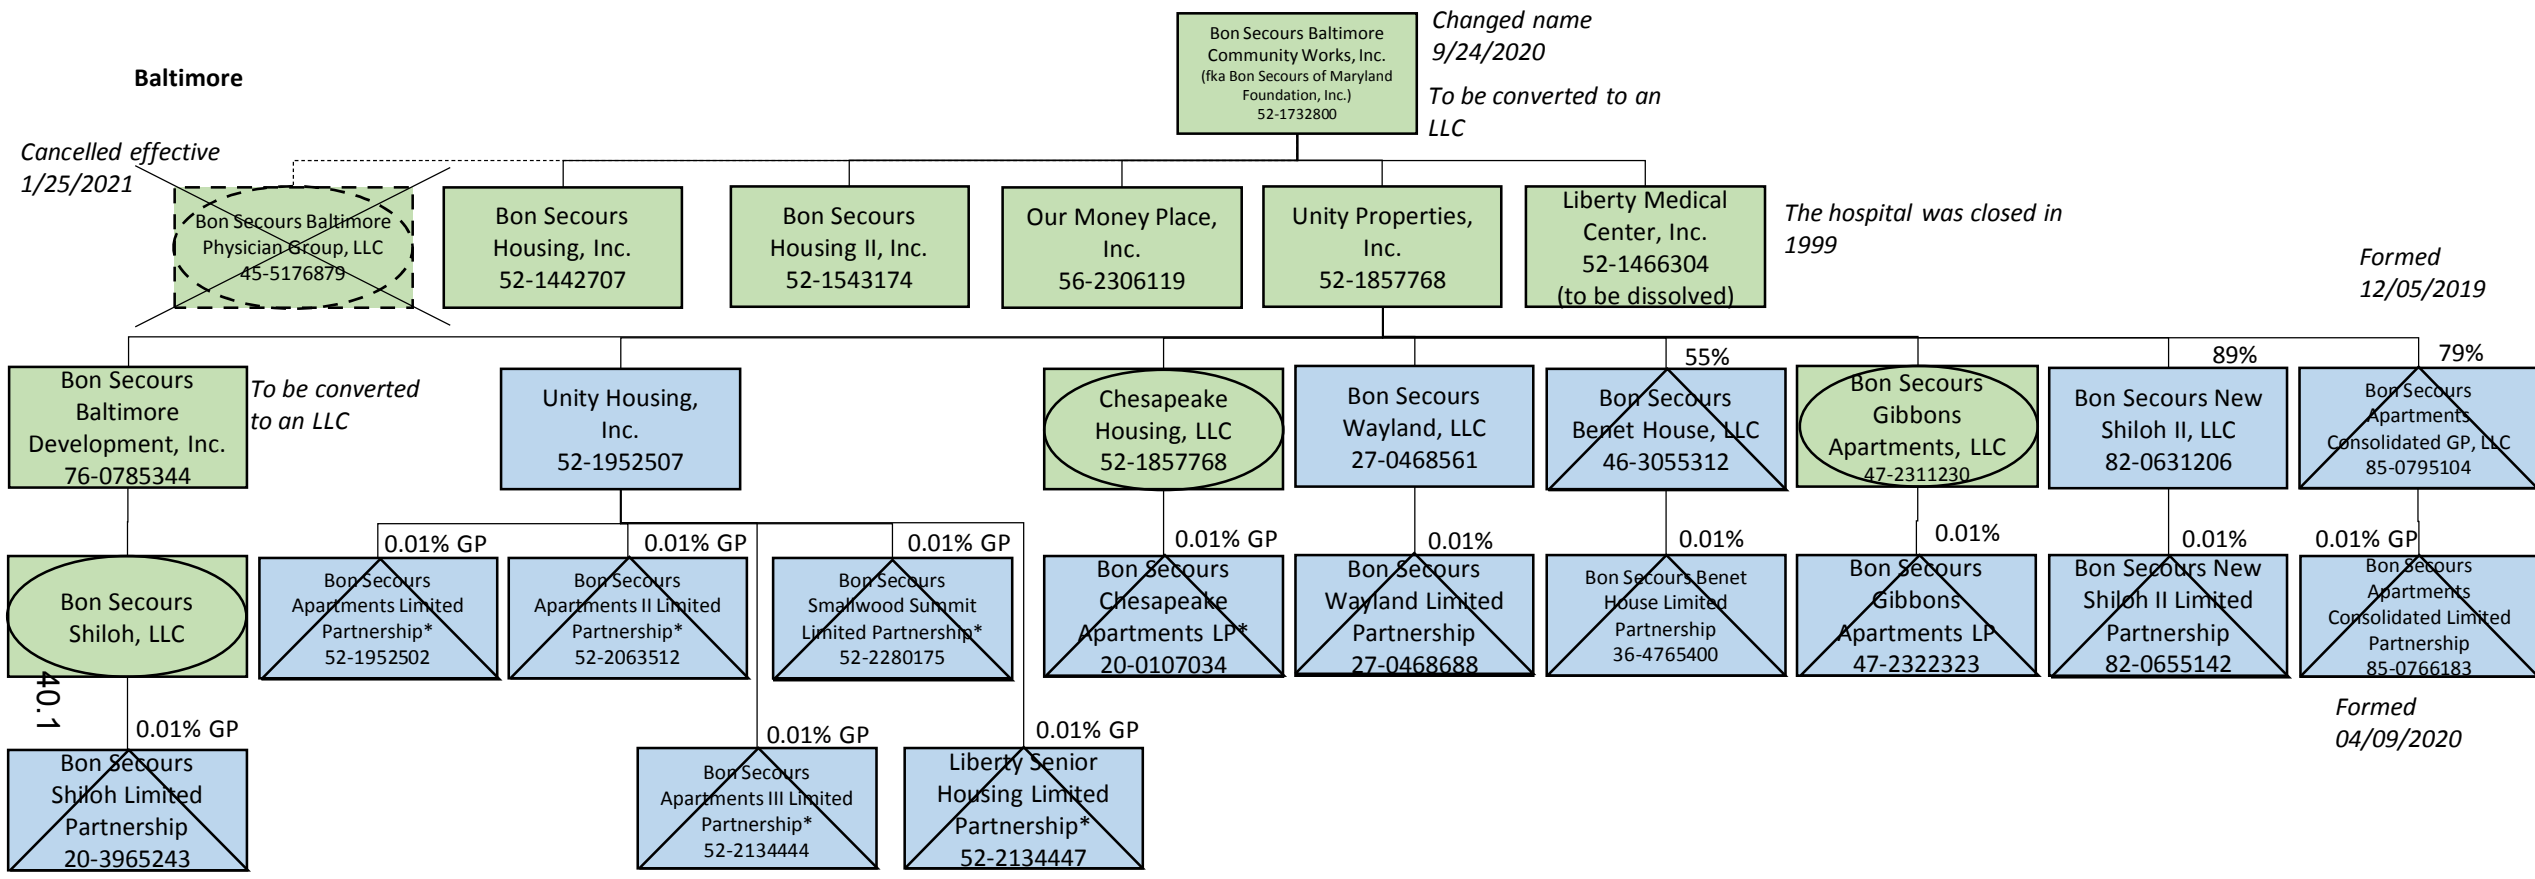 Baltimore
Bon Secours Baltimore
Community Works, Inc.
(fka Bon Secours of Maryland
Foundation, Inc.)
52-1732800
Changed name
9/24/2020
To be converted to an
LLC
Cancelled effective
1/25/2021
Bon Secours Baltimore
Physician Group, LLC
45-5176879
Bon Secours
Housing, Inc.
52-1442707
Bon Secours
Housing II, Inc.
52-1543174
Our Money Place,
Inc.
56-2306119
Unity Properties,
Inc.
52-1857768
Liberty Medical
Center, Inc.
52-1466304
(to be dissolved)
The hospital was closed in
1999
Formed
12/05/2019
Bon Secours
Baltimore
Development, Inc.
76-0785344
To be converted
to an LLC
Unity Housing,
Inc.
52-1952507
Chesapeake
Housing, LLC
52-1857768
Bon Secours
Wayland, LLC
27-0468561
55%
Bon Secours
Benet House, LLC
46-3055312
Bon Secours
Gibbons
Apartments, LLC
47-2311230
89%
Bon Secours New
Shiloh II, LLC
82-0631206
79%
Bon Secours
Apartments
Consolidated GP, LLC
85-0795104
Bon Secours
Shiloh, LLC
0.01% GP
Bon Secours
Apartments Limited
Partnership*
52-1952502
0.01% GP
Bon Secours
Apartments II Limited
Partnership*
52-2063512
0.01% GP
Bon Secours
Smallwood Summit
Limited Partnership*
52-2280175
0.01% GP
Bon Secours
Chesapeake
Apartments LP*
20-0107034
0.01%
Bon Secours
Wayland Limited
Partnership
27-0468688
0.01%
Bon Secours Benet
House Limited
Partnership
36-4765400
0.01%
Bon Secours
Gibbons
Apartments LP
47-2322323
0.01%
Bon Secours New
Shiloh II Limited
Partnership
82-0655142
0.01% GP
Bon Secours
Apartments
Consolidated Limited
Partnership
85-0766183
Formed
04/09/2020
40.1
0.01% GP
Bon Secours
Shiloh Limited
Partnership
20-3965243
0.01% GP
Bon Secours
Apartments III Limited
Partnership*
52-2134444
0.01% GP
Liberty Senior
Housing Limited
Partnership*
52-2134447